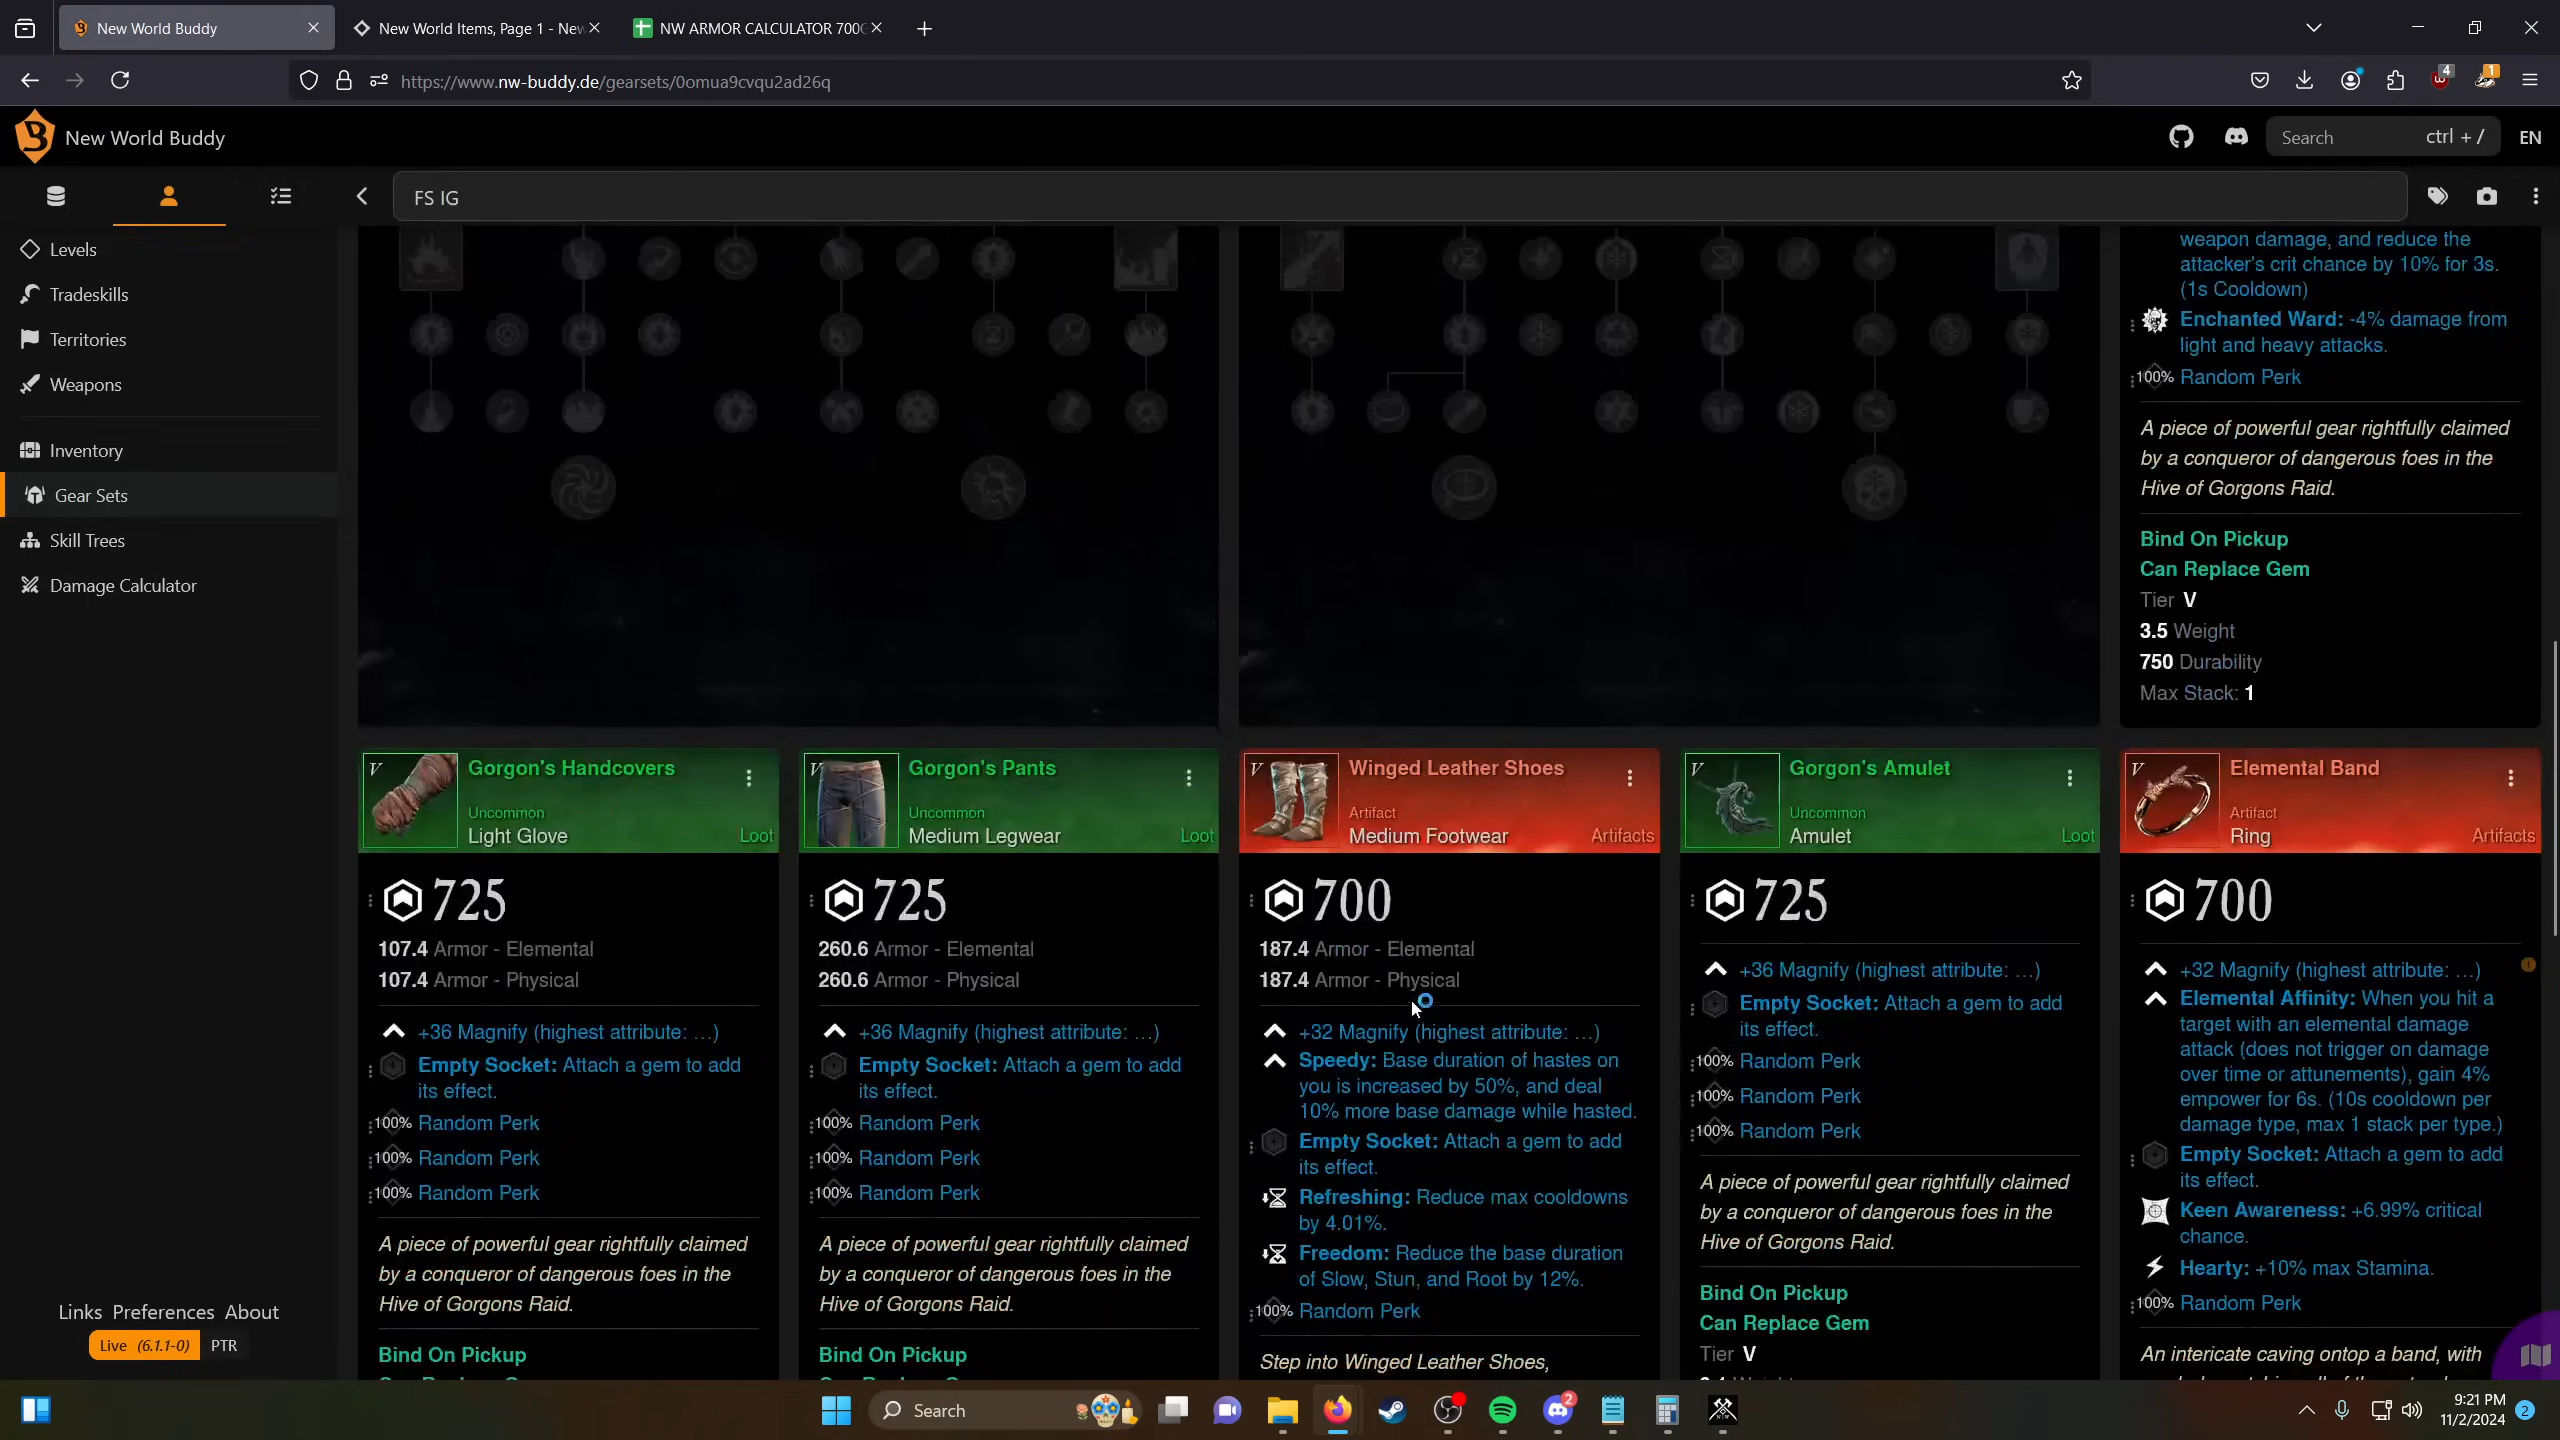 New World Buddy
New World Items, Page 1 - New
NW ARMOR CALCULATOR 700G
https://www.nw-buddy.de/gearsets/0omua9cvqu2ad26q
4
1
New World Buddy
Search ctrl + /
EN
FS IG
Levels
Tradeskills
Territories
Weapons
Inventory
Gear Sets
Skill Trees
Damage Calculator
Links Preferences About
Live (6.1.1-0) PTR
weapon damage, and reduce the
attacker's crit chance by 10% for 3s.
(1s Cooldown)
Enchanted Ward: -4% damage from
light and heavy attacks.
100% Random Perk
A piece of powerful gear rightfully claimed
by a conqueror of dangerous foes in the
Hive of Gorgons Raid.
Bind On Pickup
Can Replace Gem
Tier V
3.5 Weight
750 Durability
Max Stack: 1
V
Gorgon's Handcovers
Uncommon
Light Glove Loot
725
107.4 Armor - Elemental
107.4 Armor - Physical
+36 Magnify (highest attribute: ...)
Empty Socket: Attach a gem to add
its effect.
100% Random Perk
100% Random Perk
100% Random Perk
A piece of powerful gear rightfully claimed
by a conqueror of dangerous foes in the
Hive of Gorgons Raid.
Bind On Pickup
V
Gorgon's Pants
Uncommon
Medium Legwear Loot
725
260.6 Armor - Elemental
260.6 Armor - Physical
+36 Magnify (highest attribute: ...)
Empty Socket: Attach a gem to add
its effect.
100% Random Perk
100% Random Perk
100% Random Perk
A piece of powerful gear rightfully claimed
by a conqueror of dangerous foes in the
Hive of Gorgons Raid.
Bind On Pickup
V
Winged Leather Shoes
Artifact
Medium Footwear Artifacts
700
187.4 Armor - Elemental
187.4 Armor - Physical
+32 Magnify (highest attribute: ...)
Speedy: Base duration of hastes on
you is increased by 50%, and deal
10% more base damage while hasted.
Empty Socket: Attach a gem to add
its effect.
Refreshing: Reduce max cooldowns
by 4.01%.
Freedom: Reduce the base duration
of Slow, Stun, and Root by 12%.
100% Random Perk
Step into Winged Leather Shoes,
V
Gorgon's Amulet
Uncommon
Amulet Loot
725
+36 Magnify (highest attribute: ...)
Empty Socket: Attach a gem to add
its effect.
100% Random Perk
100% Random Perk
100% Random Perk
A piece of powerful gear rightfully claimed
by a conqueror of dangerous foes in the
Hive of Gorgons Raid.
Bind On Pickup
Can Replace Gem
Tier V
V
Elemental Band
Artifact
Ring Artifacts
700
+32 Magnify (highest attribute: ...)
Elemental Affinity: When you hit a
target with an elemental damage
attack (does not trigger on damage
over time or attunements), gain 4%
empower for 6s. (10s cooldown per
damage type, max 1 stack per type.)
Empty Socket: Attach a gem to add
its effect.
Keen Awareness: +6.99% critical
chance.
Hearty: +10% max Stamina.
100% Random Perk
An intericate caving ontop a band, with
Search
2
9:21 PM
11/2/2024
2